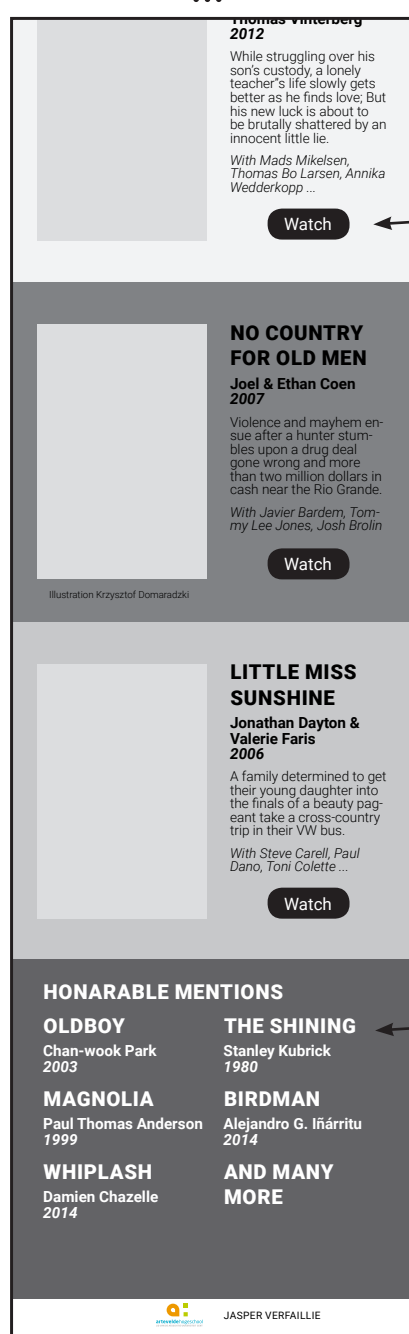 Thomas Vinterberg
2012
While struggling over his
son's custody, a lonely
teacher"s life slowly gets
better as he finds love; But
his new luck is about to
be brutally shattered by an
innocent little lie.
With Mads Mikelsen,
Thomas Bo Larsen, Annika
Wedderkopp ...
Watch
NO COUNTRY
FOR OLD MEN
Joel & Ethan Coen
2007
Violence and mayhem en-
sue after a hunter stum-
bles upon a drug deal
gone wrong and more
than two million dollars in
cash near the Rio Grande.
With Javier Bardem, Tom-
my Lee Jones, Josh Brolin
Watch
Illustration Krzysztof Domaradzki
LITTLE MISS
SUNSHINE
Jonathan Dayton &
Valerie Faris
2006
A family determined to get
their young daughter into
the finals of a beauty pag-
eant take a cross-country
trip in their VW bus.
With Steve Carell, Paul
Dano, Toni Colette ...
Watch
HONARABLE MENTIONS
OLDBOY
Chan-wook Park
2003
THE SHINING
Stanley Kubrick
1980
MAGNOLIA
Paul Thomas Anderson
1999
BIRDMAN
Alejandro G. Iñárritu
2014
WHIPLASH
Damien Chazelle
2014
AND MANY
MORE
arteveldehogeschool
JASPER VERFAILLIE